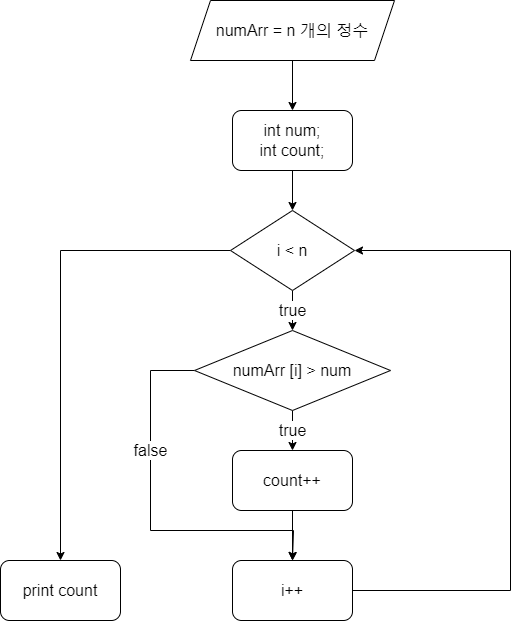 numArr = n 개의 정수
int num;
int count;
i < n
true
numArr [i] > num
true
false
count++
print count
i++